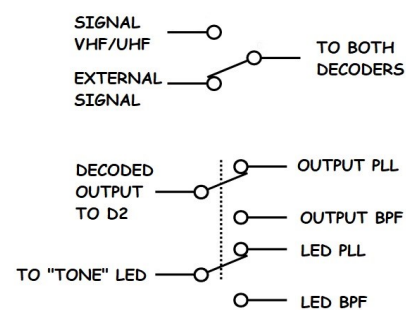 SIGNAL
VHF/UHF
EXTERNAL
SIGNAL
TO BOTH
DECODERS
DECODED
OUTPUT
TO D2
OUTPUT PLL
OUTPUT BPF
LED PLL
TO "TONE" LED
LED BPF